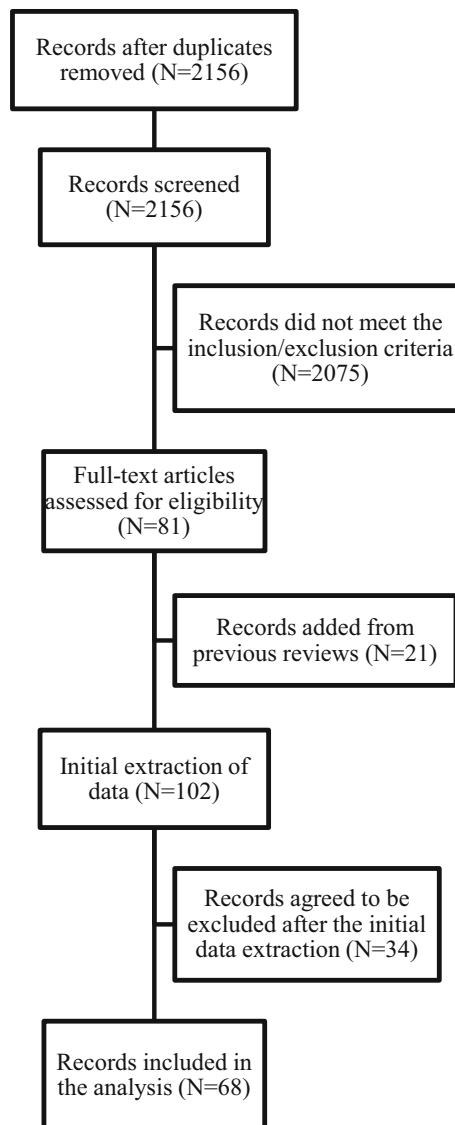 Records after duplicates
removed (N=2156)
Records screened
(N=2156)
Records did not meet the
inclusion/exclusion criteria
(N=2075)
Full-text articles
assessed for eligibility
(N=81)
Records added from
previous reviews (N=21)
Initial extraction of
data (N=102)
Records agreed to be
excluded after the initial
data extraction (N=34)
Records included in
the analysis (N=68)